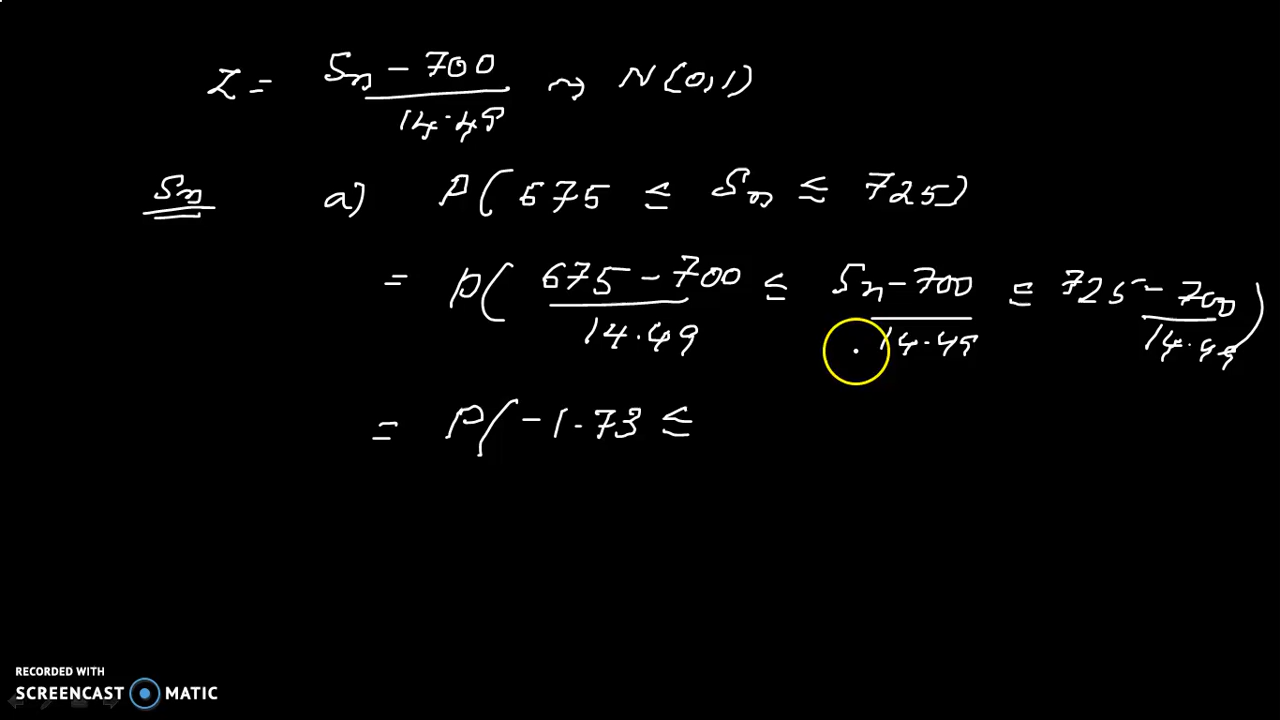 Z = Sn - 700 / 14.49 ~> N(0,1)
Sn a) P(675 ≤ Sn ≤ 725)
= P( 675 - 700 / 14.49 ≤ Sn - 700 / 14.49 ≤ 725 - 700 / 14.49 )
= P( -1.73 ≤
RECORDED WITH
SCREENCAST MATIC